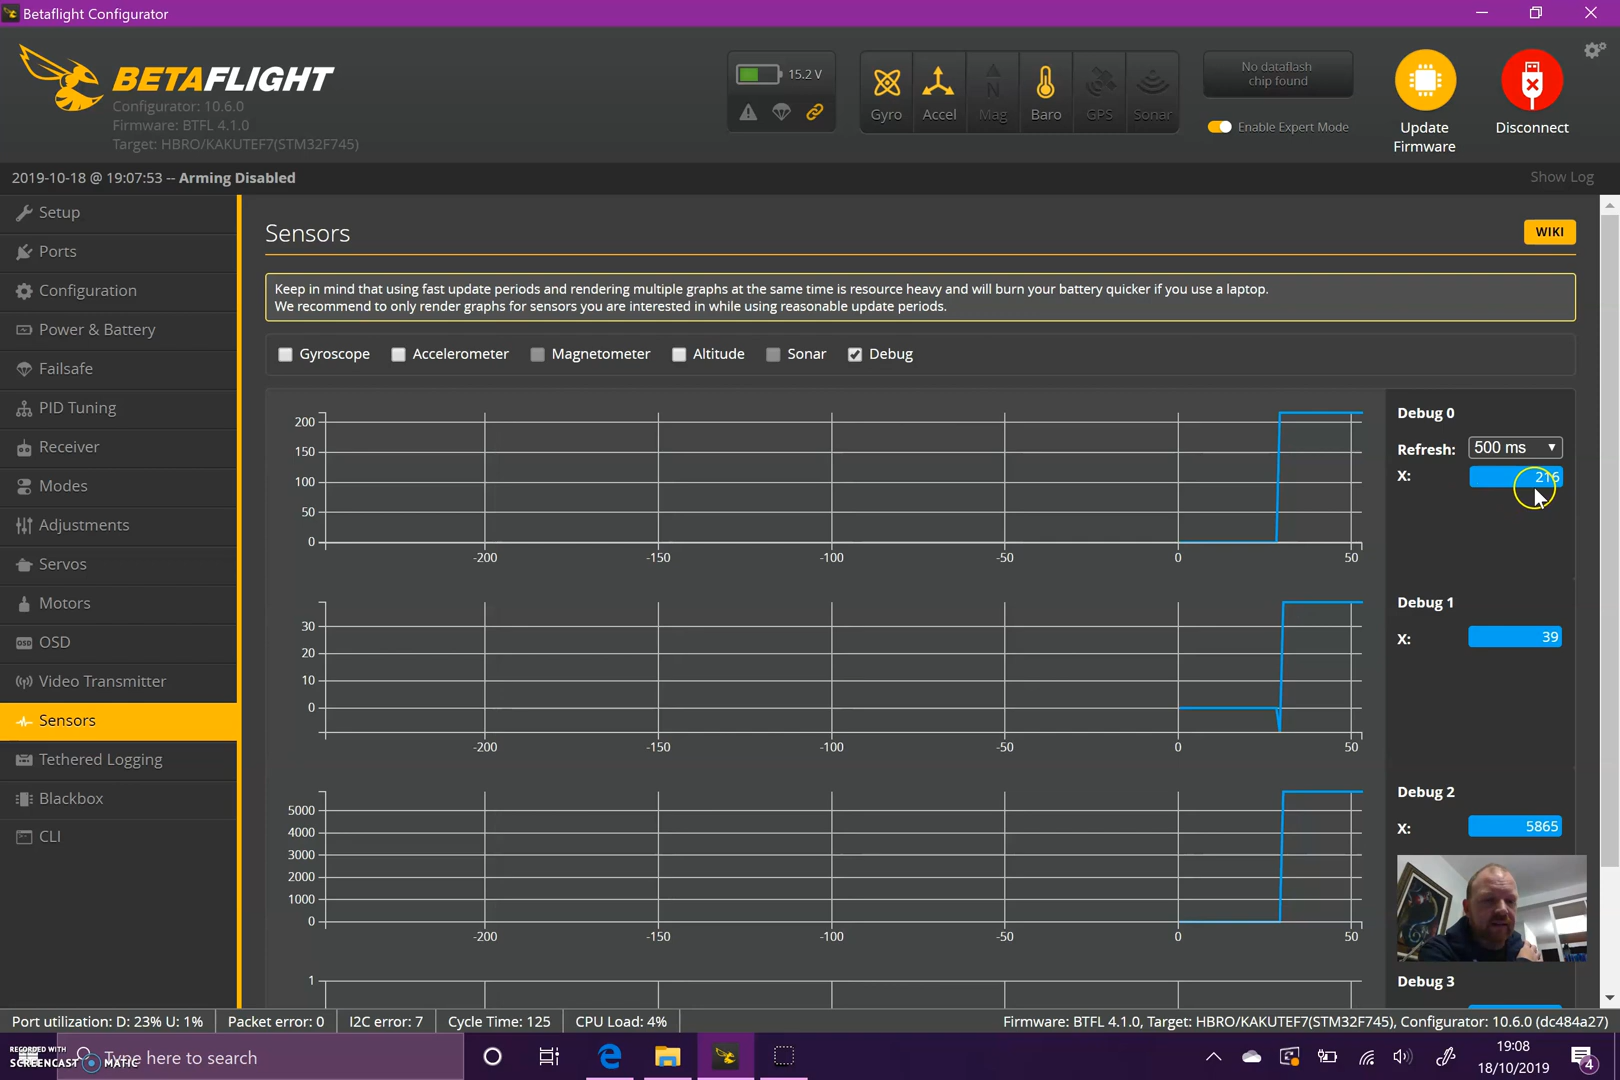 Betaflight Configurator
BETAFLIGHT
Configurator: 10.6.0
Firmware: BTFL 4.1.0
Target: HBRO/KAKUTEF7(STM32F745)
15.2 V
Gyro
Accel
Mag
Baro
GPS
Sonar
No dataflash
chip found
Enable Expert Mode
Update
Firmware
Disconnect
2019-10-18 @ 19:07:53 -- Arming Disabled
Show Log
Setup
Ports
Configuration
Power & Battery
Failsafe
PID Tuning
Receiver
Modes
Adjustments
Servos
Motors
OSD
Video Transmitter
Sensors
Tethered Logging
Blackbox
CLI
Sensors
WIKI
Keep in mind that using fast update periods and rendering multiple graphs at the same time is resource heavy and will burn your battery quicker if you use a laptop.
We recommend to only render graphs for sensors you are interested in while using reasonable update periods.
Gyroscope Accelerometer Magnetometer Altitude Sonar Debug
200
150
100
50
0
-200 -150 -100 -50 0 50
Debug 0
Refresh: 500 ms
X: 216
30
20
10
0
-200 -150 -100 -50 0 50
Debug 1
X: 39
5000
4000
3000
2000
1000
0
-200 -150 -100 -50 0 50
Debug 2
X: 5865
1
Debug 3
Port utilization: D: 23% U: 1% Packet error: 0 I2C error: 7 Cycle Time: 125 CPU Load: 4%
Firmware: BTFL 4.1.0, Target: HBRO/KAKUTEF7(STM32F745), Configurator: 10.6.0 (dc484a27)
RECORDED WITH
SCREENCAST MATIC
Type here to search
19:08
18/10/2019
4